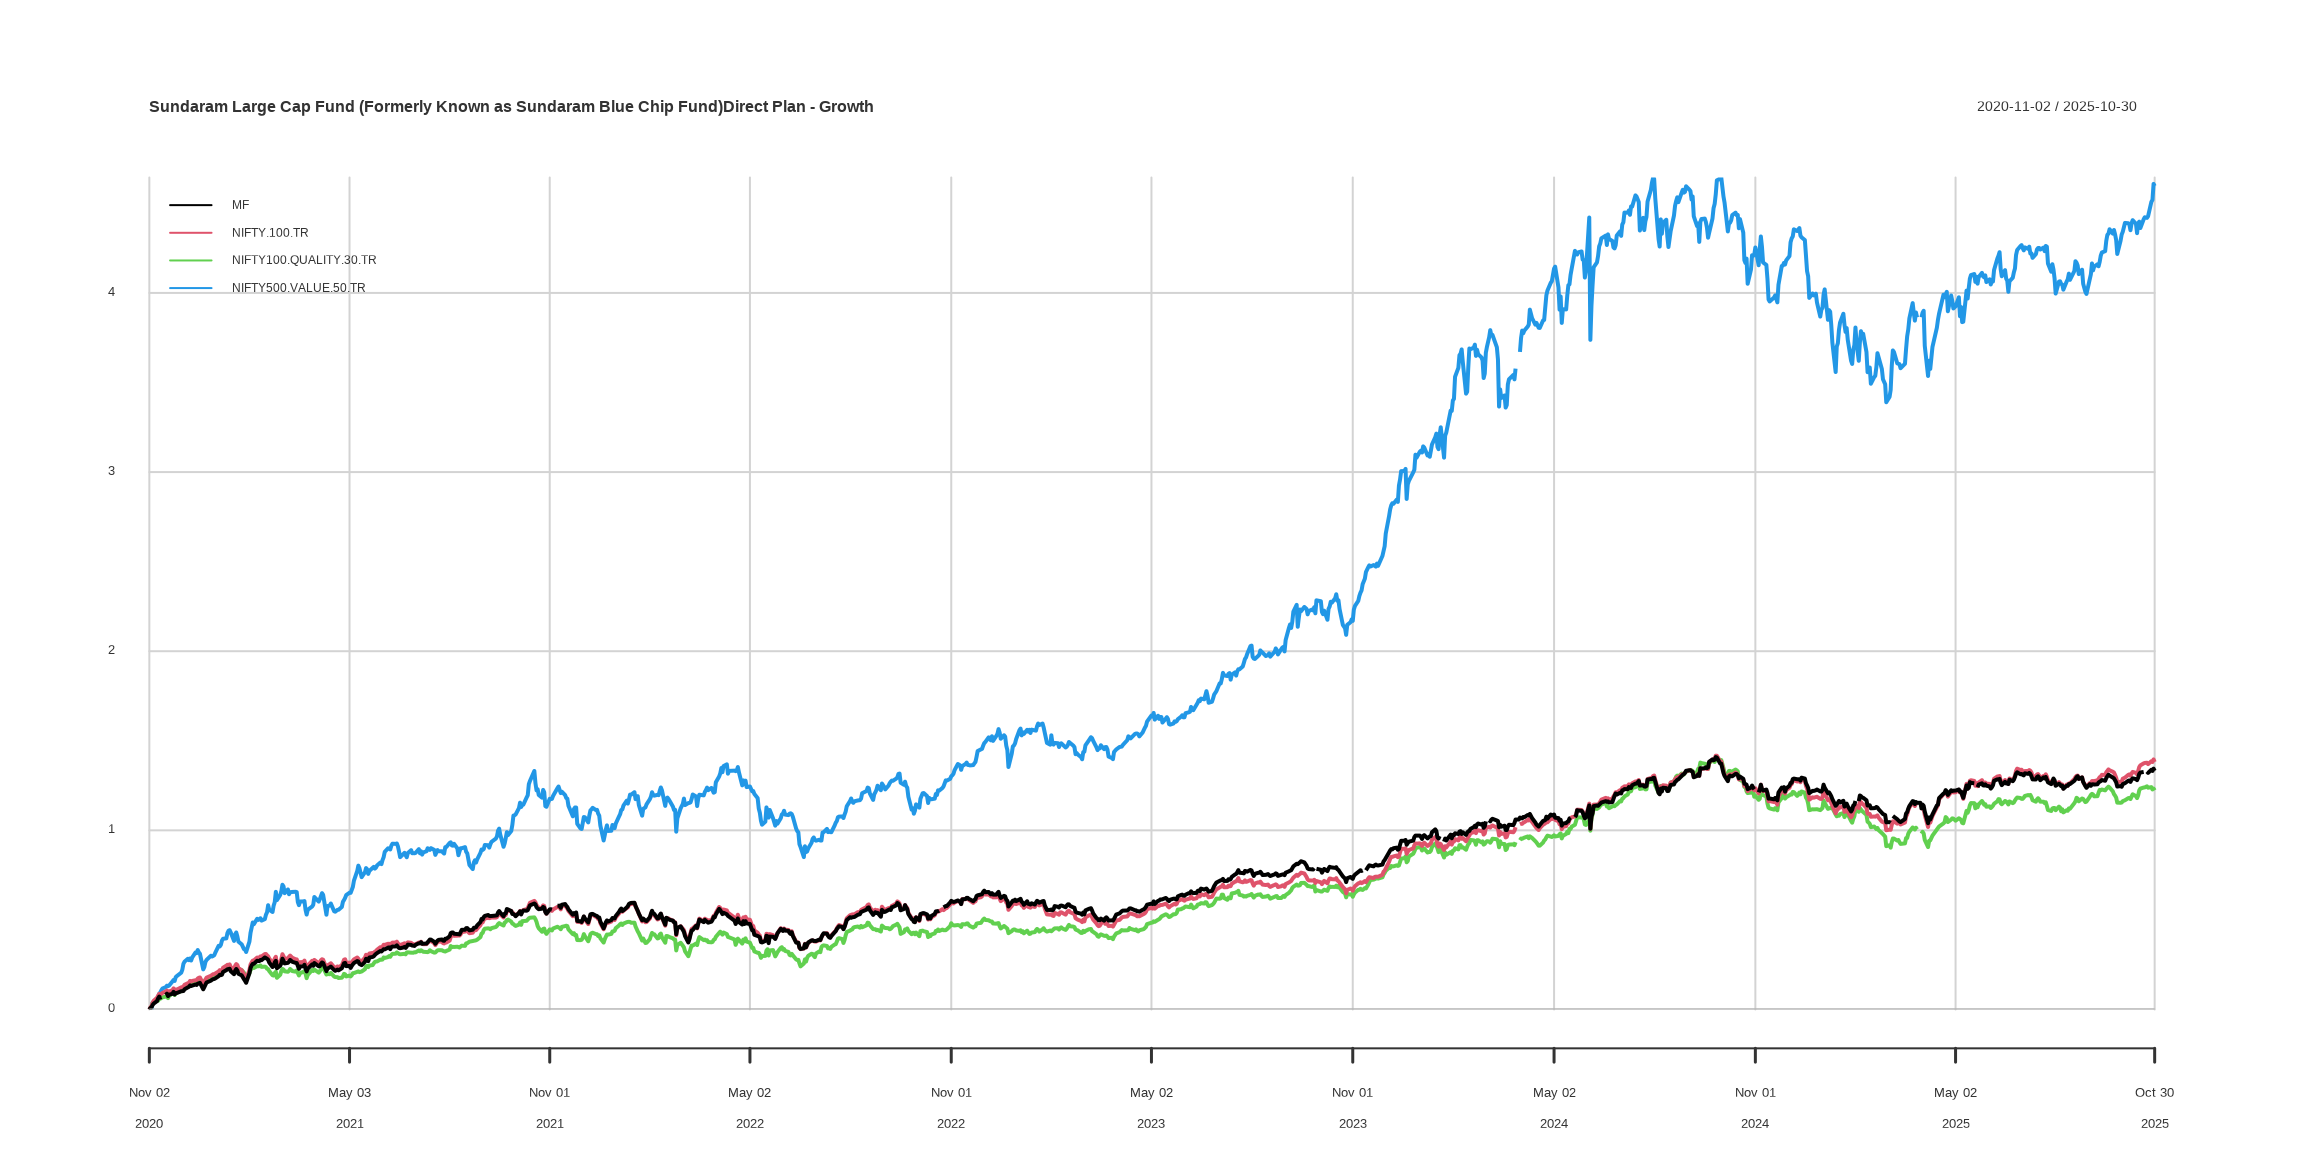 Sundaram Large Cap Fund (Formerly Known as Sundaram Blue Chip Fund)Direct Plan - Growth
2020-11-02 / 2025-10-30
MF
NIFTY.100.TR
NIFTY100.QUALITY.30.TR
NIFTY500.VALUE.50.TR
4
3
2
1
0
Nov 02 May 03 Nov 01 May 02 Nov 01 May 02 Nov 01 May 02 Nov 01 May 02 Oct 30
2020 2021 2021 2022 2022 2023 2023 2024 2024 2025 2025